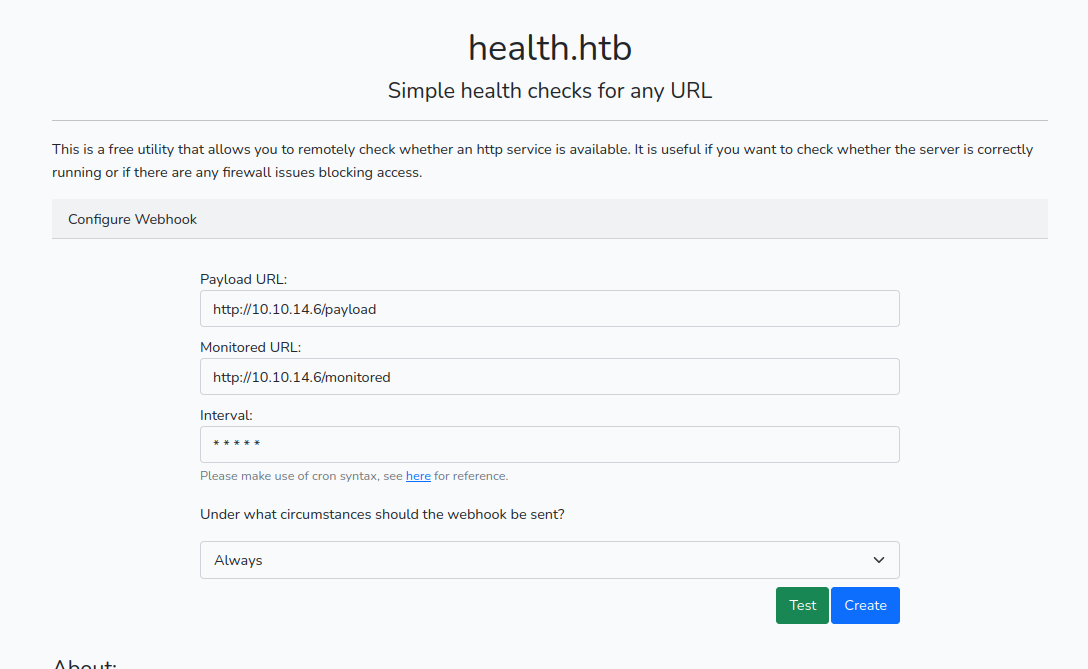 health.htb
Simple health checks for any URL
This is a free utility that allows you to remotely check whether an http service is available. It is useful if you want to check whether the server is correctly
running or if there are any firewall issues blocking access.
Configure Webhook
Payload URL:
http://10.10.14.6/payload
Monitored URL:
http://10.10.14.6/monitored
Interval:
* * * * *
Please make use of cron syntax, see here for reference.
Under what circumstances should the webhook be sent?
Always
Test Create
About: